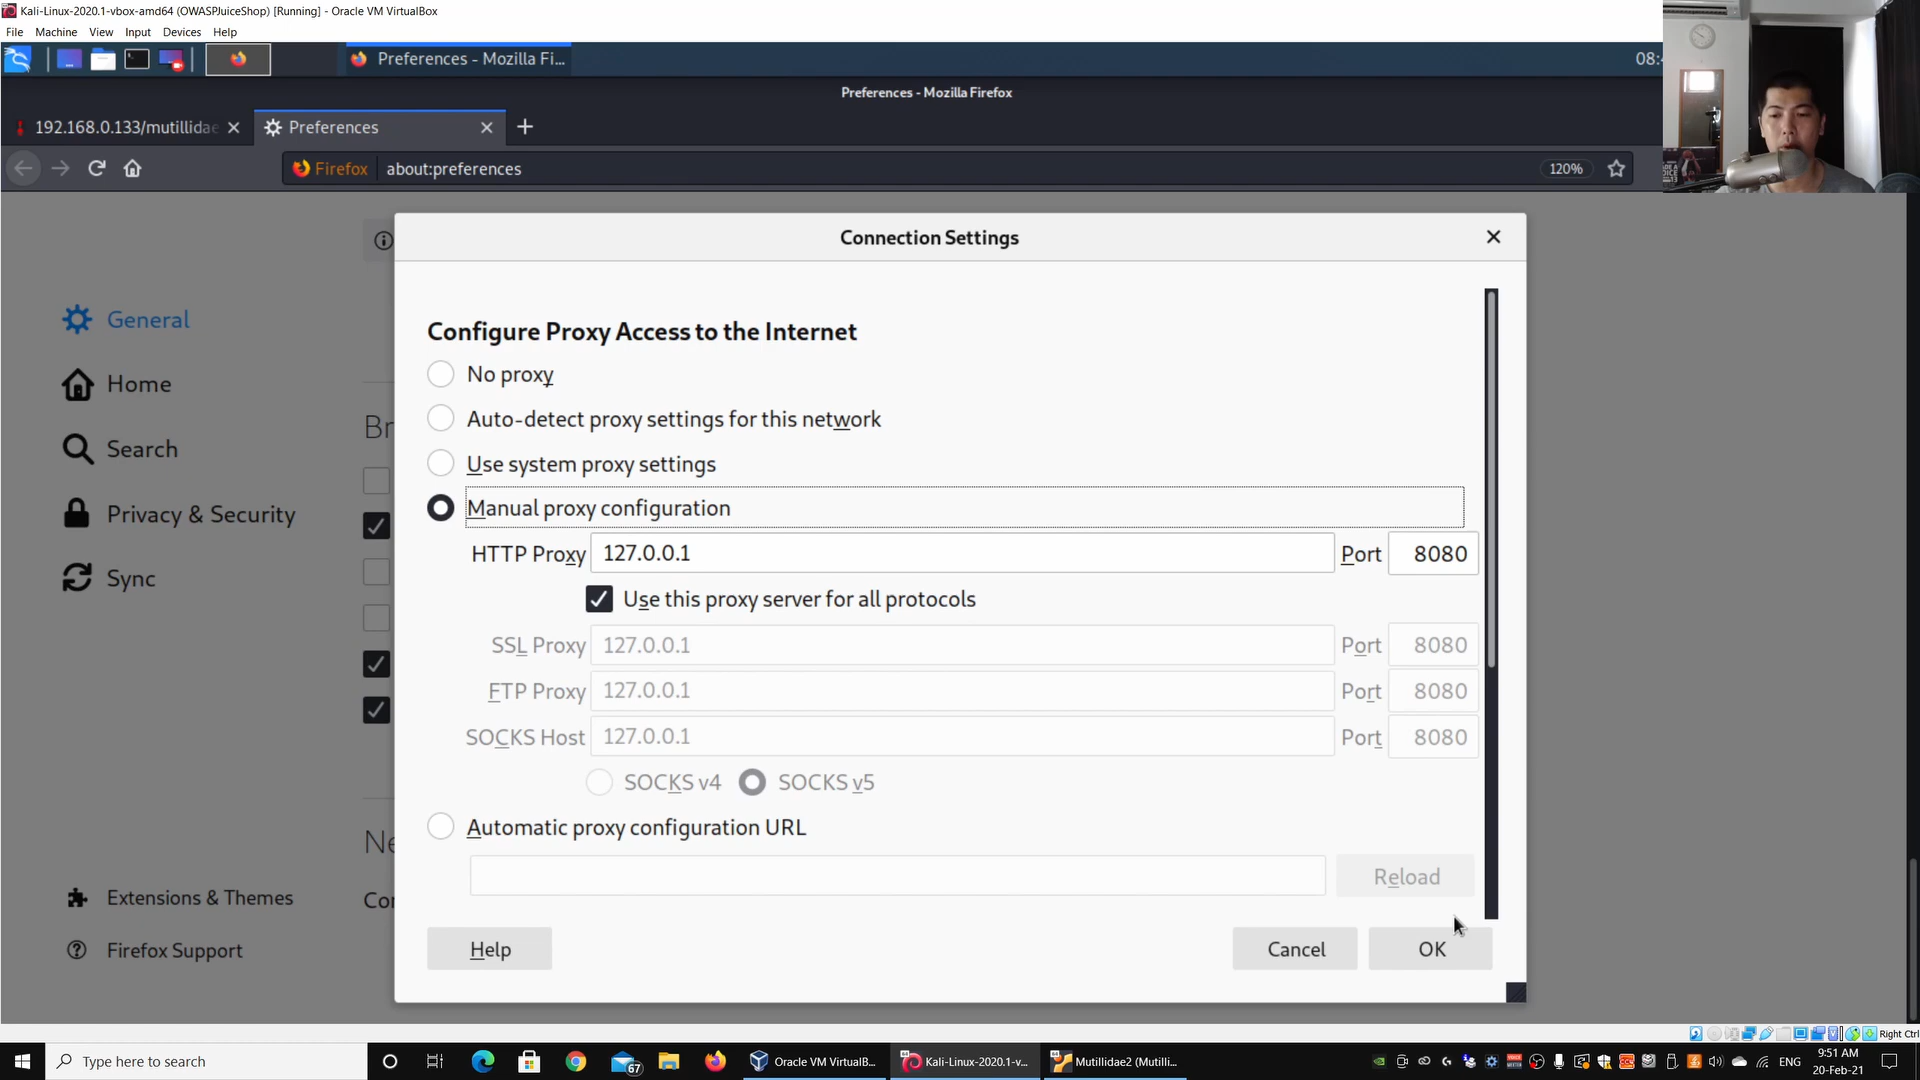 Kali-Linux-2020.1-vbox-amd64 (OWASPJuiceShop) [Running] - Oracle VM VirtualBox
File Machine View Input Devices Help
Preferences - Mozilla Fi...
08:
Preferences - Mozilla Firefox
192.168.0.133/mutillidae
Preferences
Firefox about:preferences 120%
Connection Settings
General
Configure Proxy Access to the Internet
No proxy
Home
Auto-detect proxy settings for this network
Br
Search
Use system proxy settings
Manual proxy configuration
Privacy & Security
HTTP Proxy 127.0.0.1 Port 8080
Sync
Use this proxy server for all protocols
SSL Proxy 127.0.0.1 Port 8080
FTP Proxy 127.0.0.1 Port 8080
SOCKS Host 127.0.0.1 Port 8080
SOCKS v4 SOCKS v5
Automatic proxy configuration URL
Ne
Reload
Extensions & Themes
Co
Firefox Support
Help Cancel OK
Right Ctrl
Type here to search
67
Oracle VM VirtualB...
Kali-Linux-2020.1-v...
Mutillidae2 (Mutilli...
ENG
9:51 AM
20-Feb-21